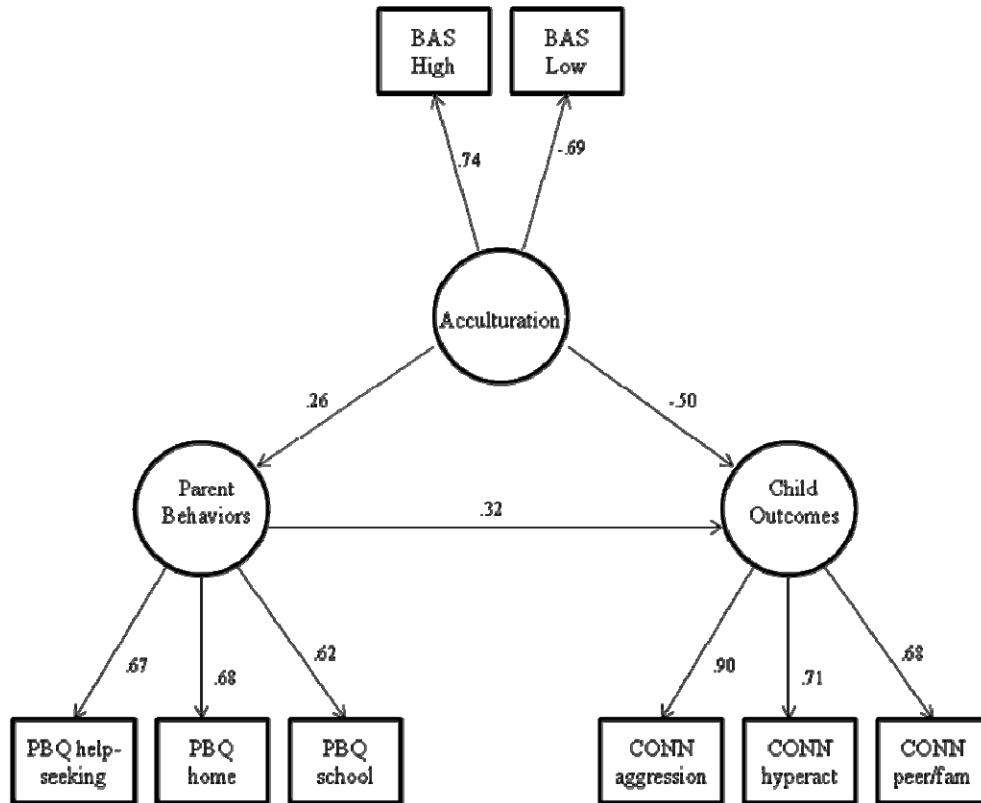 BAS
High
BAS
Low
.74
-.69
Acculturation
.26
-.50
Parent
Behaviors
.32
Child
Outcomes
.67
.68
.62
.90
.71
.68
PBQ help-
seeking
PBQ
home
PBQ
school
CONN
aggression
CONN
hyperact
CONN
peer/fam